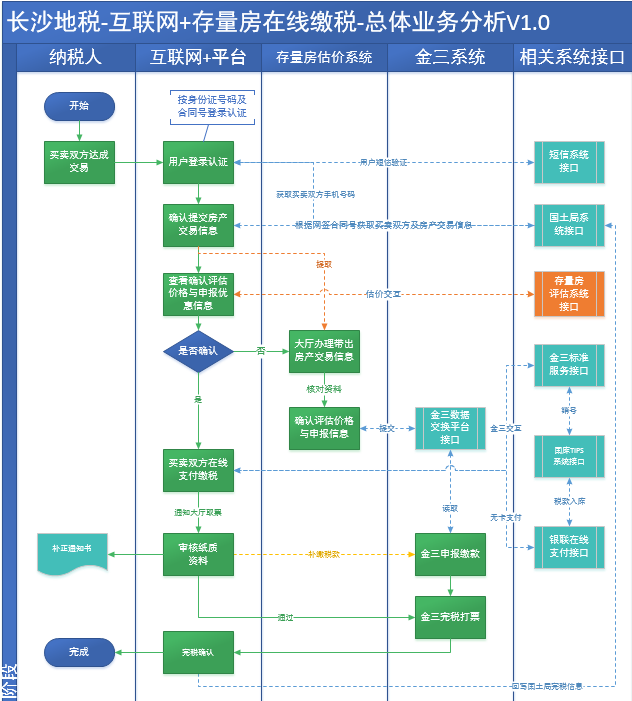 长沙地税-互联网+存量房在线缴税-总体业务分析V1.0
纳税人
互联网+平台
存量房估价系统
金三系统
相关系统接口
开始
按身份证号码及
合同号登录认证
买卖双方达成
交易
用户登录认证
用户短信验证
短信系统
接口
获取买卖双方手机号码
确认提交房产
交易信息
根据网签合同号获取买卖双方及房产交易信息
国土局系
统接口
提取
查看确认评估
价格与申报优
惠信息
估价交互
存量房
评估系统
接口
是否确认
否
大厅办理带出
房产交易信息
金三标准
服务接口
核对资料
是
确认评估价格
与申报信息
提交
金三数据
交换平台
接口
金三交互
销号
买卖双方在线
支付缴税
国库TIPS
系统接口
读取
税款入库
通知大厅取票
无卡支付
补正通知书
审核纸质
资料
补缴税款
金三申报缴款
银联在线
支付接口
通过
金三完税打票
完成
完税确认
回写国土局完税信息
阶段